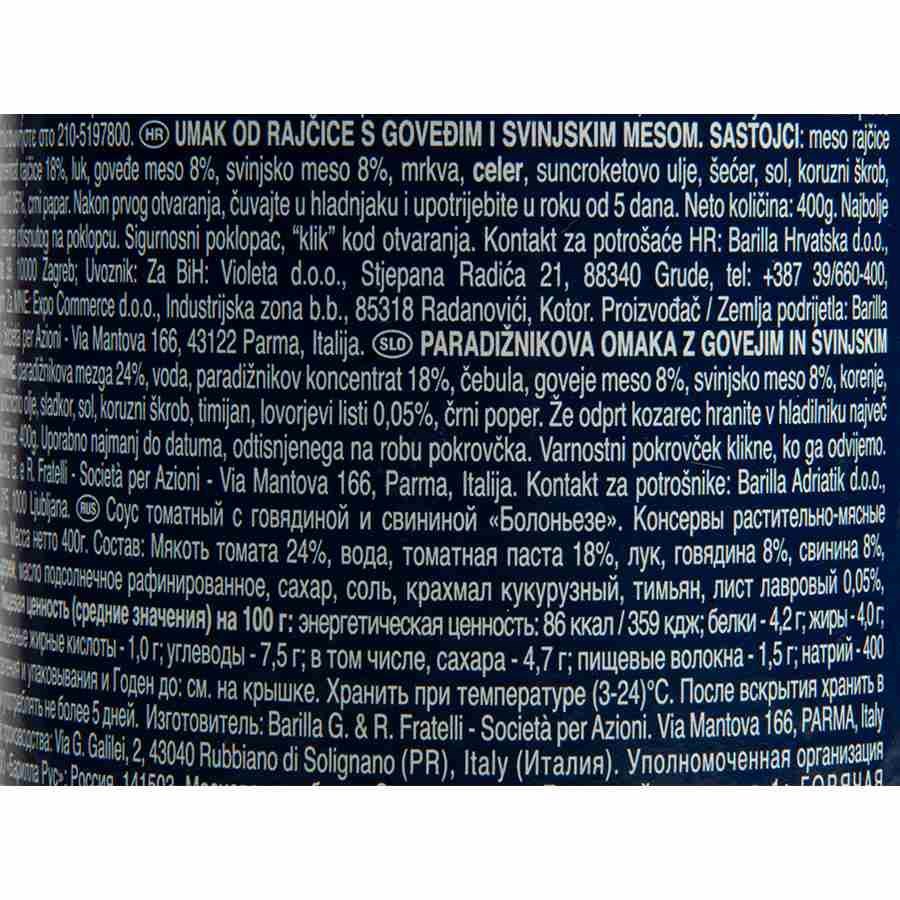 210-5197800. HR UMAK OD RAJČICE S GOVEĐIM I SVINJSKIM MESOM. SASTOJCI: meso rajčice
rajčice 18%, luk, goveđe meso 8%, svinjsko meso 8%, mrkva, celer, suncroketovo ulje, šećer, sol, koruzni škrob,
crni papar. Nakon prvog otvaranja, čuvajte u hladnjaku i upotrijebite u roku od 5 dana. Neto količina: 400g. Najbolje
na poklopcu. Sigurnosni poklopac, “klik” kod otvaranja. Kontakt za potrošaće HR: Barilla Hrvatska d.o.o.,
10000 Zagreb; Uvoznik: Za BiH: Violeta d.o.o., Stjepana Radića 21, 88340 Grude, tel: +387 39/660-400,
Za MNE: Expo Commerce d.o.o., Industrijska zona b.b., 85318 Radanovići, Kotor. Proizvođač / Zemlja podrijetla: Barilla
per Azioni - Via Mantova 166, 43122 Parma, Italija. SLO PARADIŽNIKOVA OMAKA Z GOVEJIM IN SVINJSKIM
paradižnikova mezga 24%, voda, paradižnikov koncentrat 18%, čebula, goveje meso 8%, svinjsko meso 8%, korenje,
olje, sladkor, sol, koruzni škrob, timijan, lovorjevi listi 0,05%, črni poper. Že odprt kozarec hranite v hladilniku največ
400g. Uporabno najmanj do datuma, odtisnjenega na robu pokrovčka. Varnostni pokrovček klikne, ko ga odvijemo.
e R. Fratelli - Società per Azioni - Via Mantova 166, Parma, Italija. Kontakt za potrošnike: Barilla Adriatik d.o.o.,
1000 Ljubljana. RUS Соус томатный с говядиной и свининой «Болоньезе». Консервы растительно-мясные
Масса нетто 400г. Состав: Мякоть томата 24%, вода, томатная паста 18%, лук, говядина 8%, свинина 8%,
масло подсолнечное рафинированное, сахар, соль, крахмал кукурузный, тимьян, лист лавровый 0,05%,
ценность (средние значения) на 100 г: энергетическая ценность: 86 ккал / 359 кдж; белки - 4,2 г; жиры - 4,0 г;
жирные кислоты - 1,0 г; углеводы - 7,5 г; в том числе, сахара - 4,7 г; пищевые волокна - 1,5 г; натрий - 400
и упаковывания и Годен до: см. на крышке. Хранить при температуре (3-24)°C. После вскрытия хранить в
не более 5 дней. Изготовитель: Barilla G. & R. Fratelli - Società per Azioni. Via Mantova 166, PARMA, Italy
Via G. Galilei, 2, 43040 Rubbiano di Solignano (PR), Italy (Италия). Уполномоченная организация
Рус»: Россия, 141503, ГОРЯЧАЯ